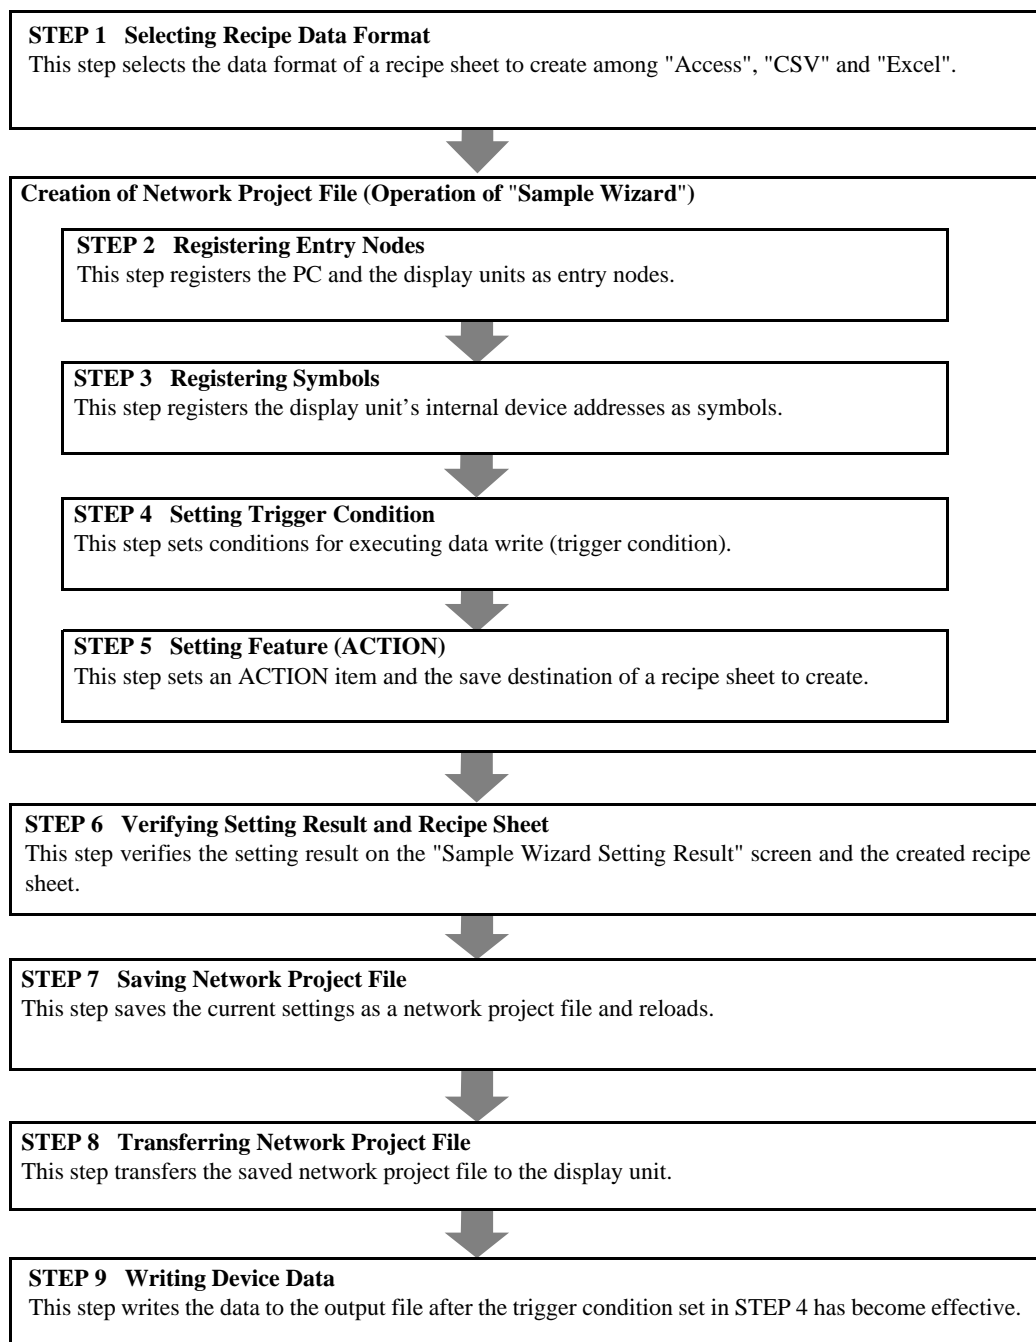 STEP 1 Selecting Recipe Data Format
This step selects the data format of a recipe sheet to create among "Access", "CSV" and "Excel".
Creation of Network Project File (Operation of "Sample Wizard")
STEP 2 Registering Entry Nodes
This step registers the PC and the display units as entry nodes.
STEP 3 Registering Symbols
This step registers the display unit’s internal device addresses as symbols.
STEP 4 Setting Trigger Condition
This step sets conditions for executing data write (trigger condition).
STEP 5 Setting Feature (ACTION)
This step sets an ACTION item and the save destination of a recipe sheet to create.
STEP 6 Verifying Setting Result and Recipe Sheet
This step verifies the setting result on the "Sample Wizard Setting Result" screen and the created recipe
sheet.
STEP 7 Saving Network Project File
This step saves the current settings as a network project file and reloads.
STEP 8 Transferring Network Project File
This step transfers the saved network project file to the display unit.
STEP 9 Writing Device Data
This step writes the data to the output file after the trigger condition set in STEP 4 has become effective.